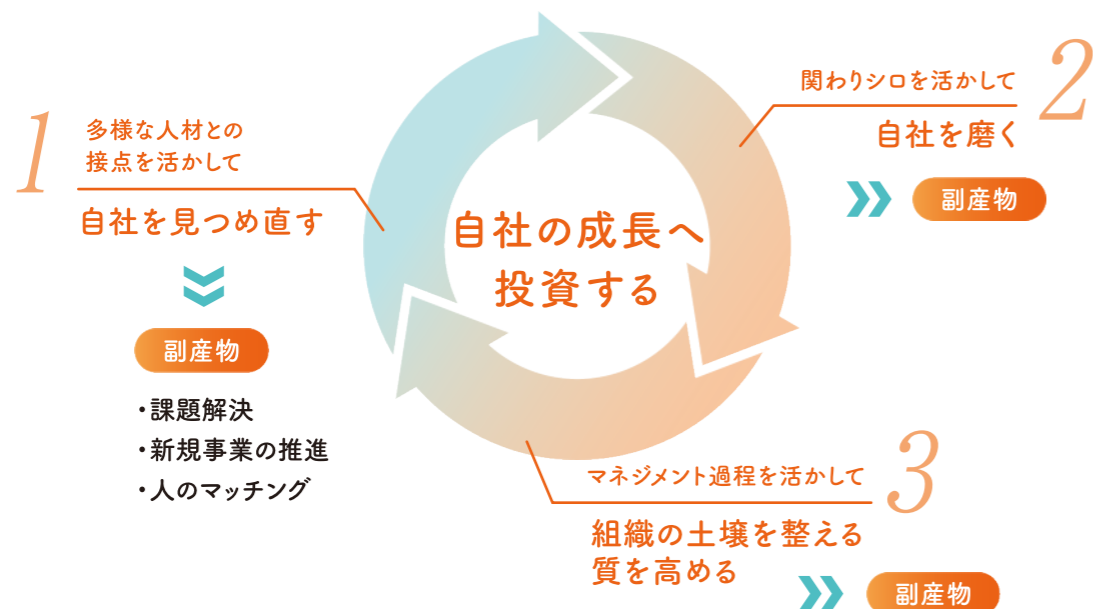 1
多様な人材との
接点を活かして
自社を見つめ直す
副産物
・課題解決
・新規事業の推進
・人のマッチング
自社の成長へ
投資する
2
関わりシロを活かして
自社を磨く
副産物
3
マネジメント過程を活かして
組織の土壌を整える
質を高める
副産物